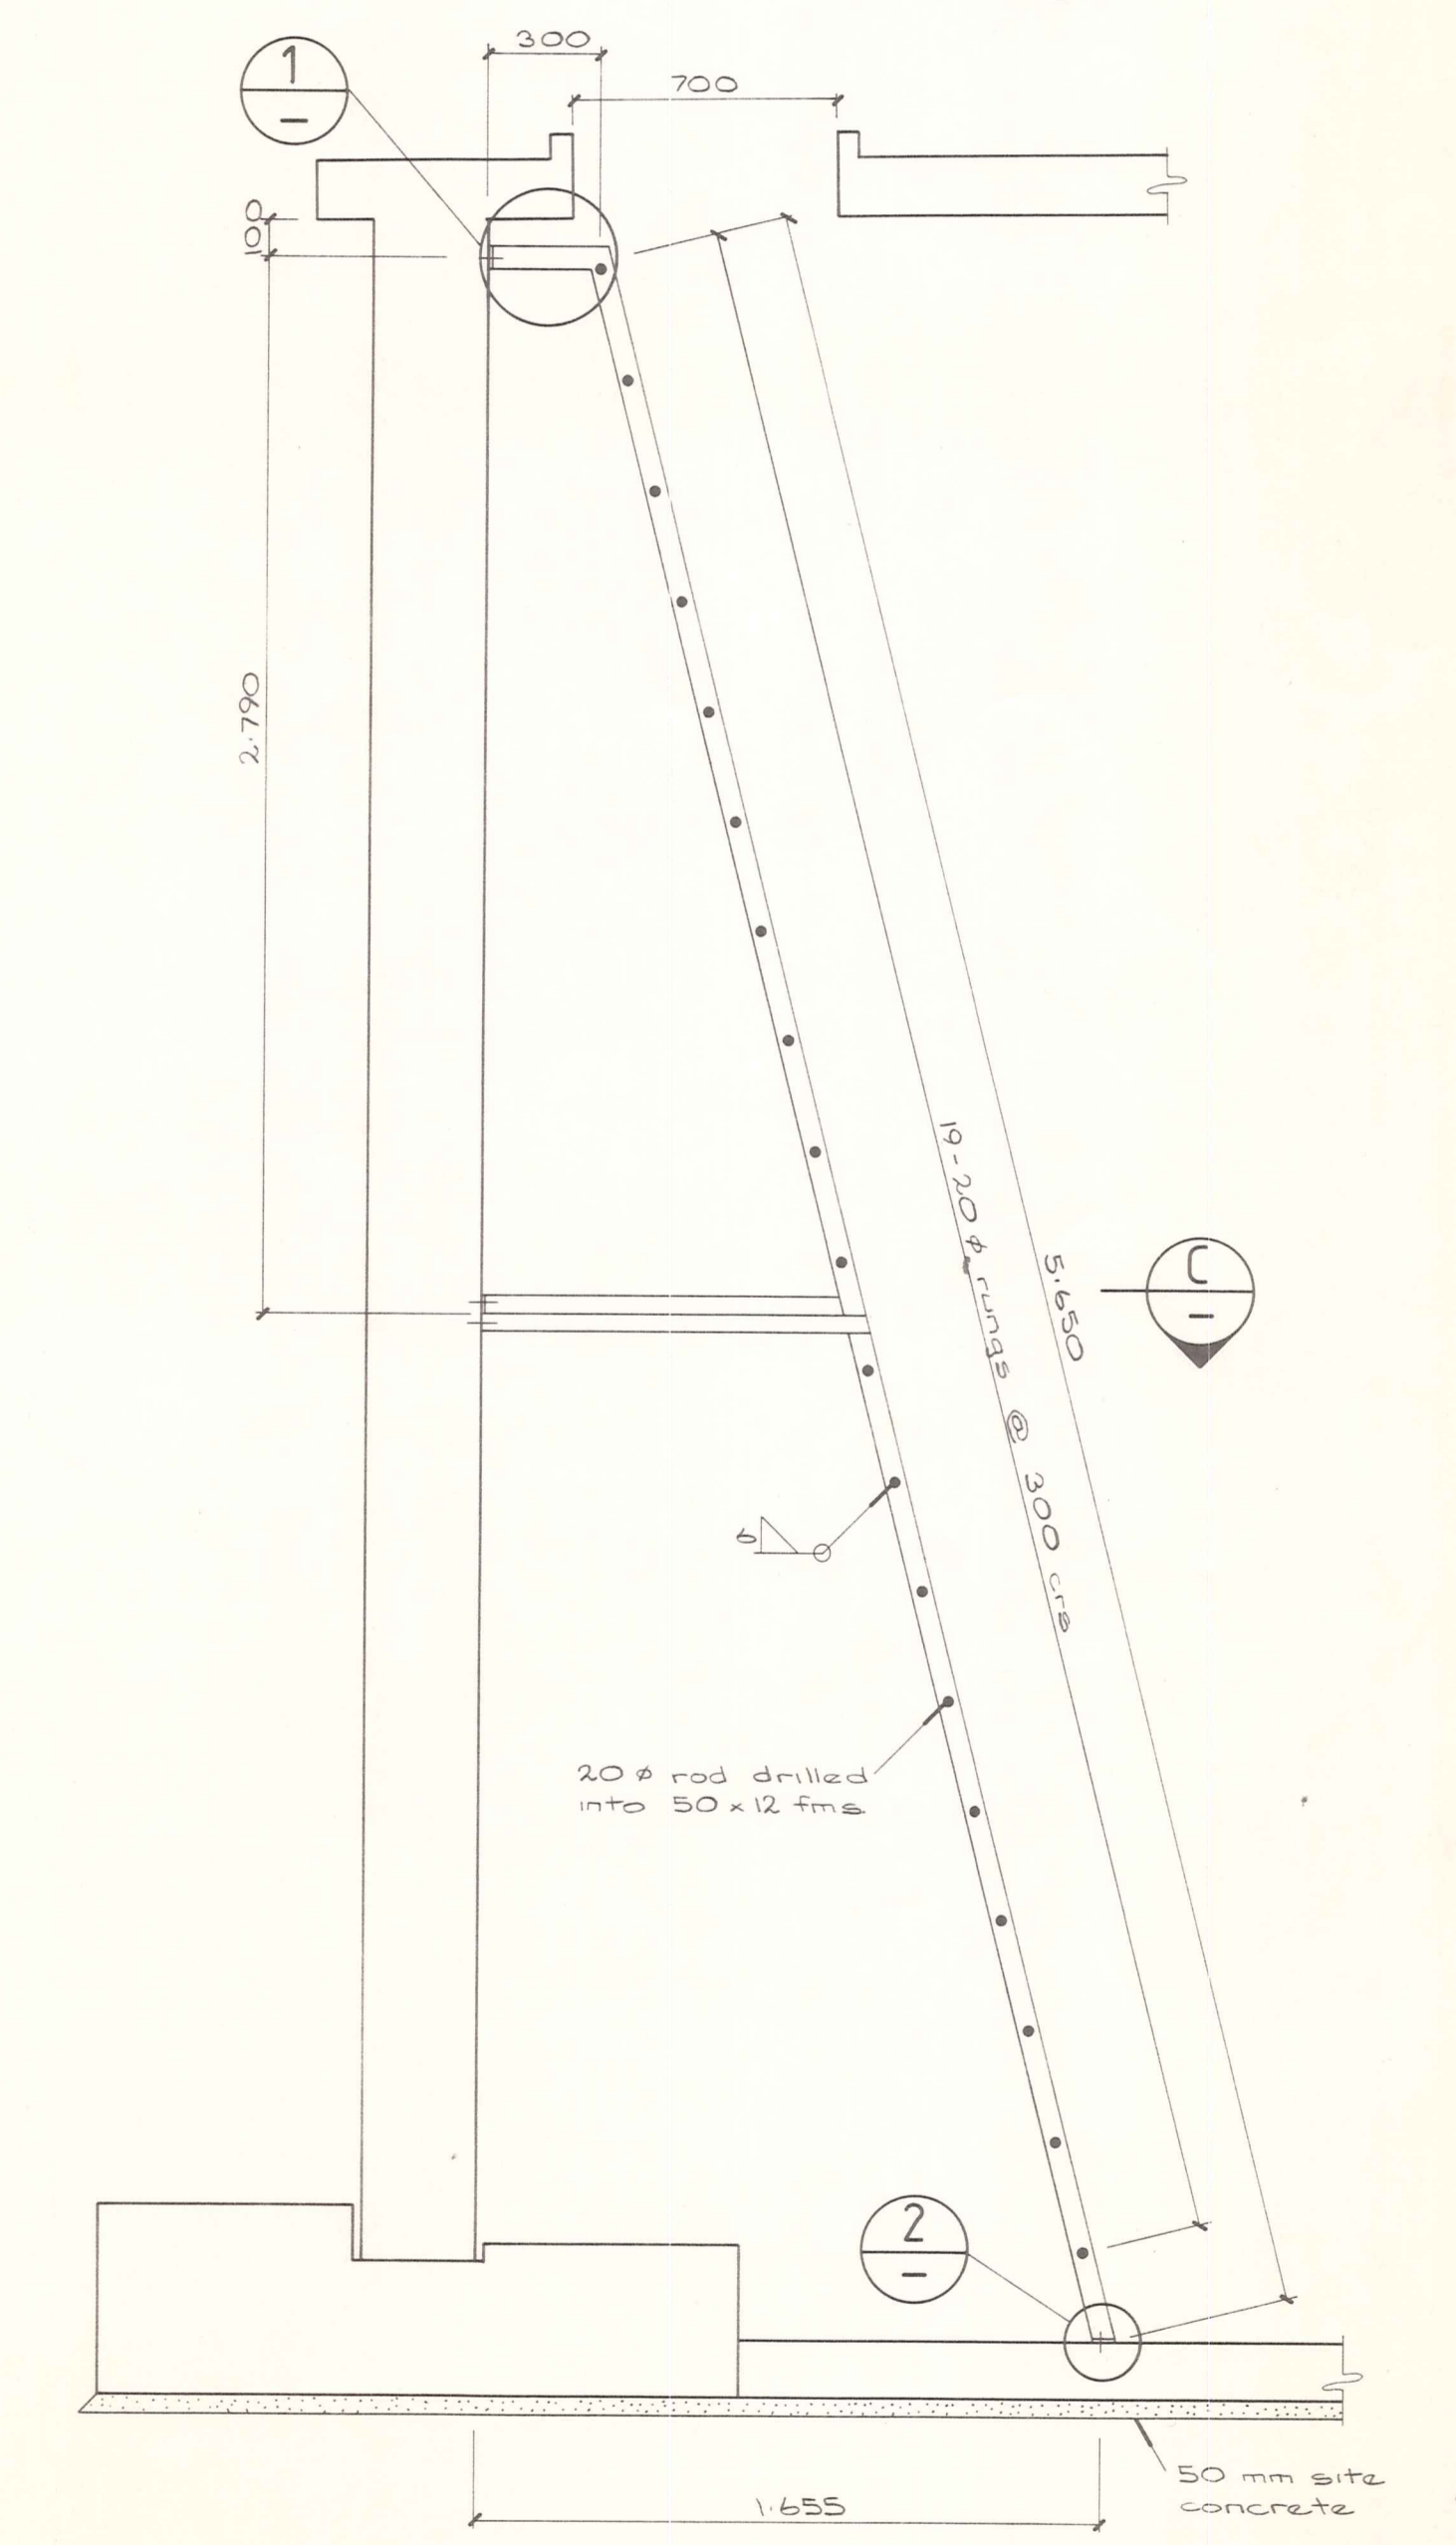 300
1
—
700
100
2.790
19-20 ø rungs @ 300 crs
5.650
C
—
6
20 ø rod drilled
into 50 x 12 fms.
2
—
50 mm site
concrete
1.655